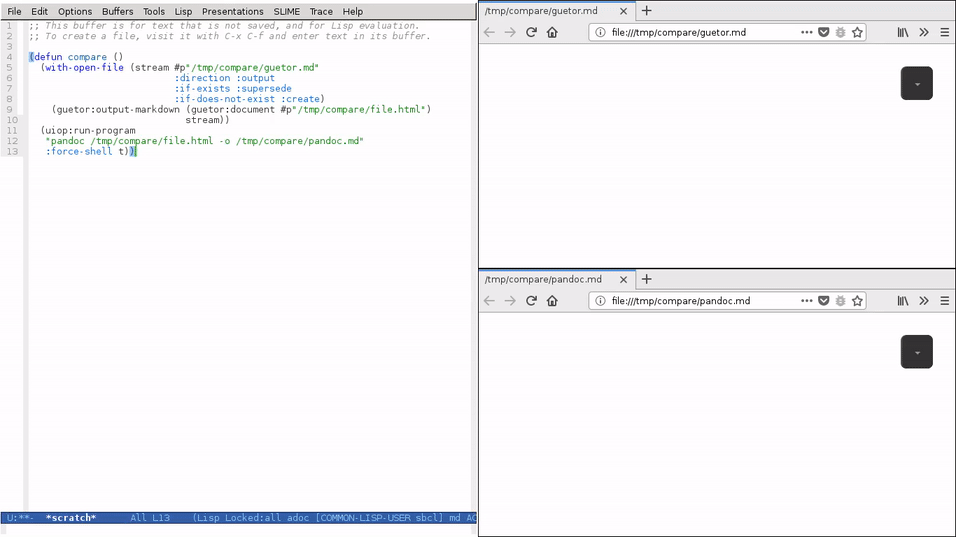 File Edit Options Buffers Tools Lisp Presentations SLIME Trace Help
1 ;; This buffer is for text that is not saved, and for Lisp evaluation.
2 ;; To create a file, visit it with C-x C-f and enter text in its buffer.
3
4 (defun compare ()
5 (with-open-file (stream #p"/tmp/compare/guetor.md"
6 :direction :output
7 :if-exists :supersede
8 :if-does-not-exist :create)
9 (guetor:output-markdown (guetor:document #p"/tmp/compare/file.html")
10 stream))
11 (uiop:run-program
12 "pandoc /tmp/compare/file.html -o /tmp/compare/pandoc.md"
13 :force-shell t))
U:**- *scratch* All L13 (Lisp Locked:all adoc [COMMON-LISP-USER sbcl] md AC
/tmp/compare/guetor.md
file:///tmp/compare/guetor.md
/tmp/compare/pandoc.md
file:///tmp/compare/pandoc.md